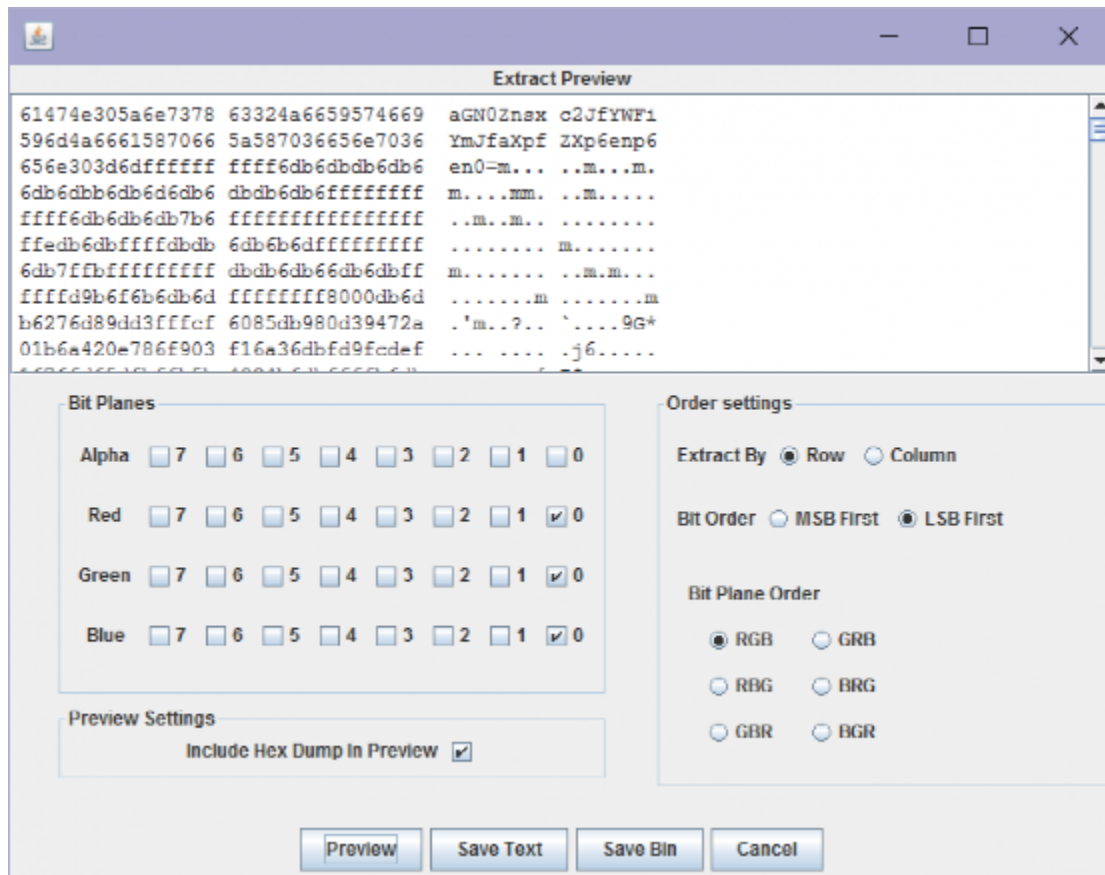 Extract Preview
61474e305a6e7378 63324a6659574669 aGN0Znsx c2JfYWFi
596d4a6661587066 5a587036656e7036 YmJfaXpf ZXp6enp6
656e303d6dffffff ffff6db6dbdb6db6 en0=m... ..m...m.
6db6dbb6db6d6db6 dbdb6db6ffffffff m....mm. ..m.....
ffff6db6db6db7b6 ffffffffffffffff ..m..m.. ........
ffedb6dbffffdbdb 6db6b6dfffffffff ........ m.......
6db7ffbfffffffff dbdb6db66db6dbff m....... ..m.m...
ffffd9b6f6b6db6d ffffffff8000db6d .......m .......m
b6276d89dd3fffcf 6085db980d39472a .'m..?.. `....9G*
01b6a420e786f903 f16a36dbfd9fcdef ... .... .j6.....
Bit Planes
Alpha 7 6 5 4 3 2 1 0
Red 7 6 5 4 3 2 1 0
Green 7 6 5 4 3 2 1 0
Blue 7 6 5 4 3 2 1 0
Preview Settings
Include Hex Dump In Preview
Order settings
Extract By Row Column
Bit Order MSB First LSB First
Bit Plane Order
RGB GRB
RBG BRG
GBR BGR
Preview Save Text Save Bin Cancel